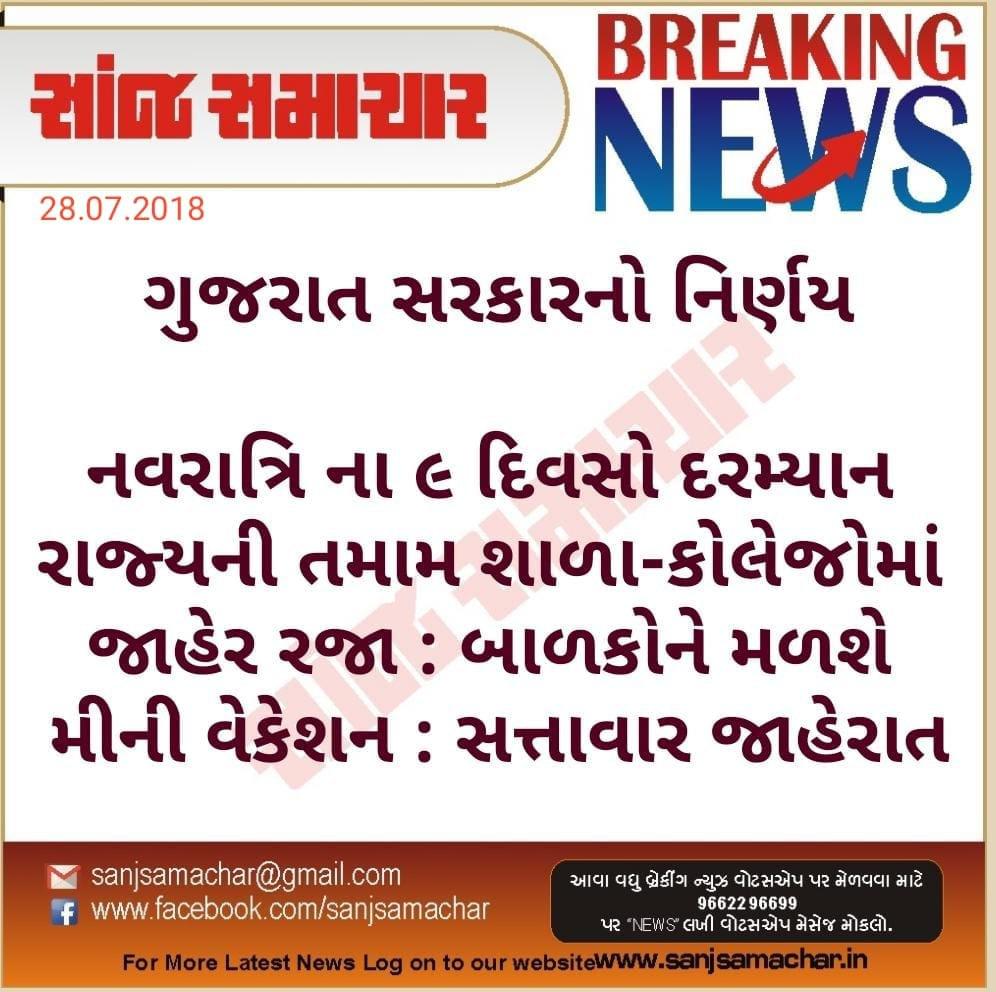 સાંજ સમાચાર
BREAKING
NEWS
28.07.2018
ગુજરાત સરકારનો નિર્ણય
નવરાત્રિ ના ૯ દિવસો દરમ્યાન
રાજ્યની તમામ શાળા-કોલેજોમાં
જાહેર રજા : બાળકોને મળશે
મીની વેકેશન : સત્તાવાર જાહેરાત
સાંજ સમાચાર
sanjsamachar@gmail.com
www.facebook.com/sanjsamachar
આવા વધુ બ્રેકીંગ ન્યુઝ વોટસએપ પર મેળવવા માટે
9662296699
પર "NEWS" લખી વોટસએપ મેસેજ મોકલો.
For More Latest News Log on to our websitewww.sanjsamachar.in